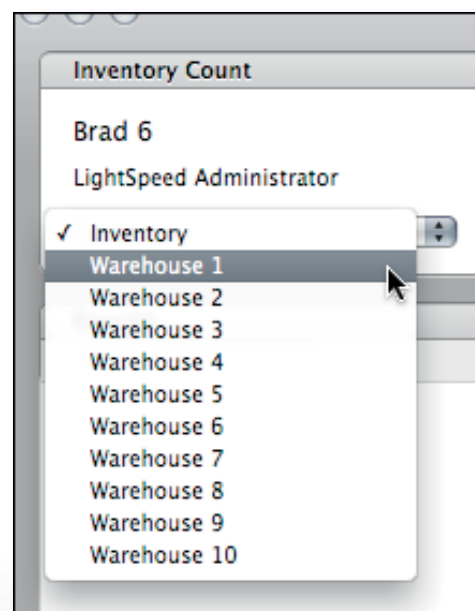 Inventory Count
Brad 6
LightSpeed Administrator
✓ Inventory
Warehouse 1
Warehouse 2
Warehouse 3
Warehouse 4
Warehouse 5
Warehouse 6
Warehouse 7
Warehouse 8
Warehouse 9
Warehouse 10